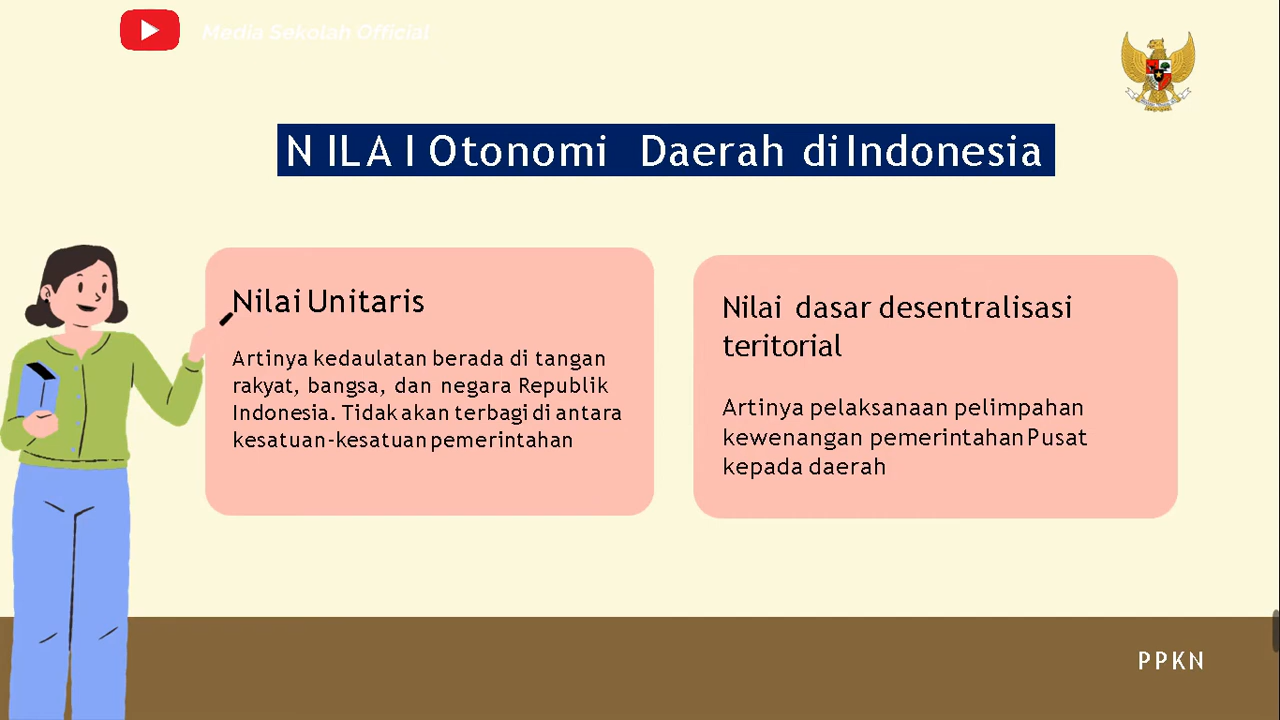 Media Sekolah Official
NILAI Otonomi Daerah di Indonesia
Nilai Unitaris
Artinya kedaulatan berada di tangan
rakyat, bangsa, dan negara Republik
Indonesia. Tidak akan terbagi di antara
kesatuan-kesatuan pemerintahan
Nilai dasar desentralisasi
teritorial
Artinya pelaksanaan pelimpahan
kewenangan pemerintahan Pusat
kepada daerah
PPKN